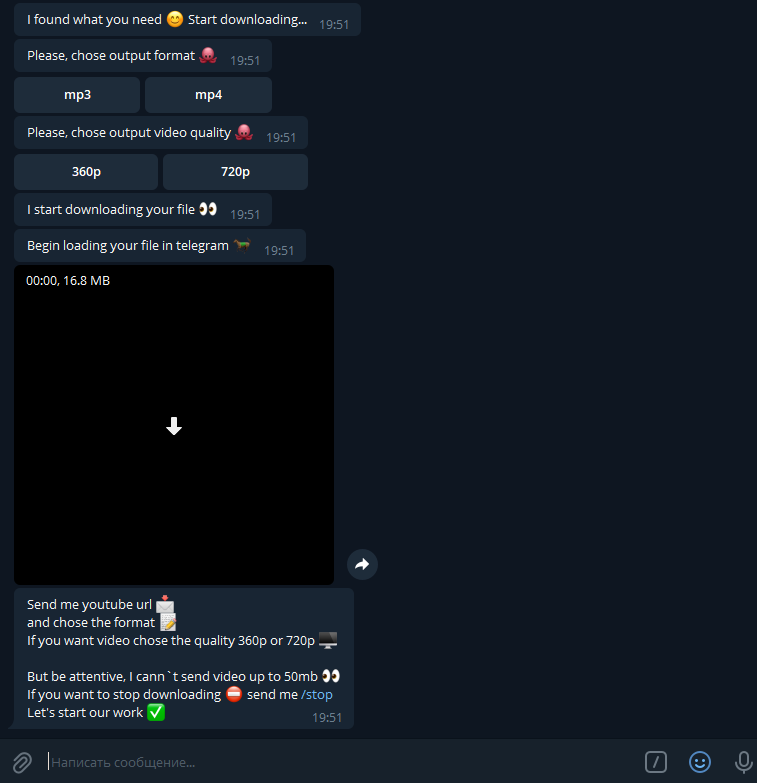 I found what you need 😊 Start downloading... 19:51
Please, chose output format 🐙 19:51
mp3 mp4
Please, chose output video quality 🐙 19:51
360p 720p
I start downloading your file 👀 19:51
Begin loading your file in telegram 🐕 19:51
00:00, 16.8 MB
Send me youtube url 📩
and chose the format 📝
If you want video chose the quality 360p or 720p 🖥
But be attentive, I cann`t send video up to 50mb 👀
If you want to stop downloading ⛔ send me /stop
Let's start our work ✅ 19:51
Написать сообщение...